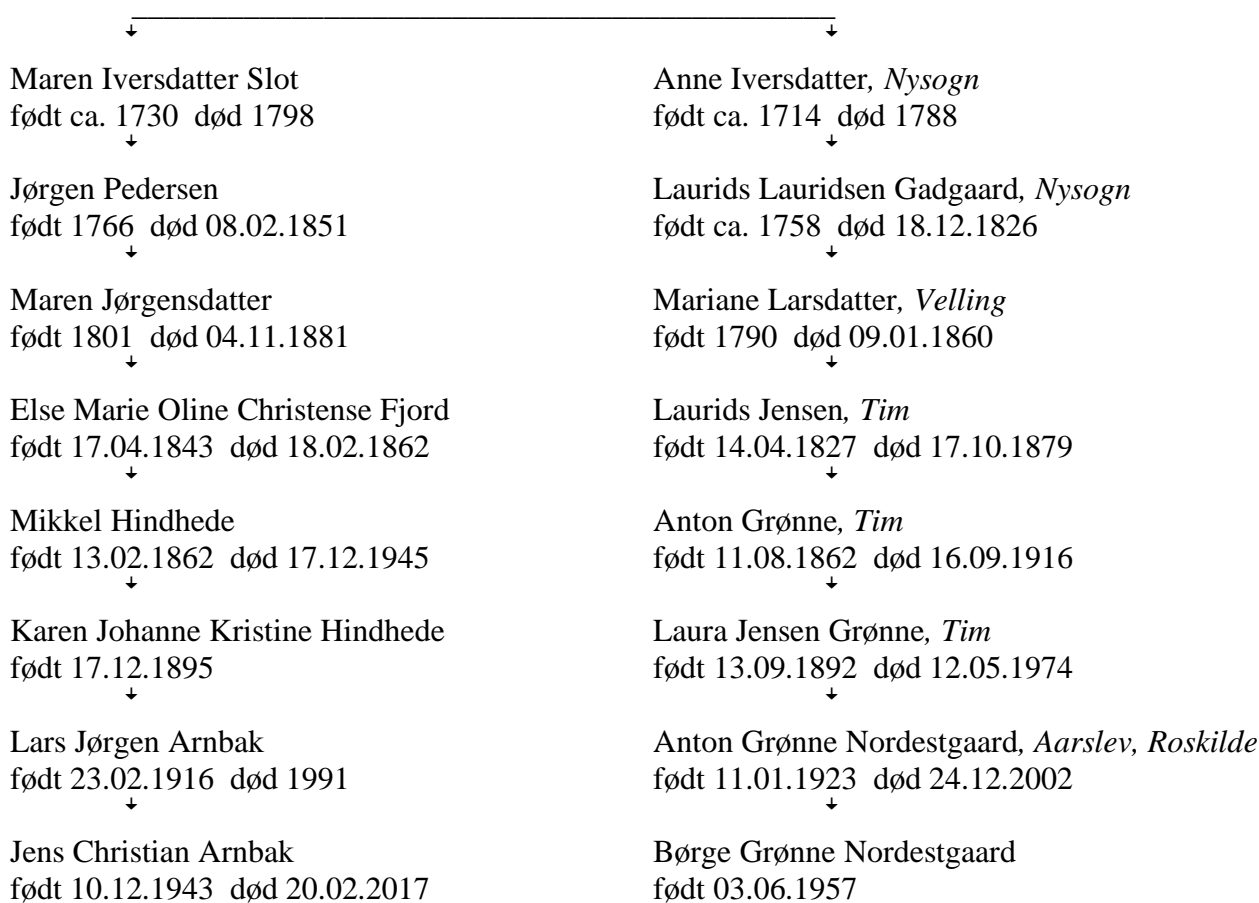 Maren Iversdatter Slot
født ca. 1730 død 1798
Jørgen Pedersen
født 1766 død 08.02.1851
Maren Jørgensdatter
født 1801 død 04.11.1881
Else Marie Oline Christense Fjord
født 17.04.1843 død 18.02.1862
Mikkel Hindhede
født 13.02.1862 død 17.12.1945
Karen Johanne Kristine Hindhede
født 17.12.1895
Lars Jørgen Arnbak
født 23.02.1916 død 1991
Jens Christian Arnbak
født 10.12.1943 død 20.02.2017
Anne Iversdatter, Nysogn
født ca. 1714 død 1788
Laurids Lauridsen Gadgaard, Nysogn
født ca. 1758 død 18.12.1826
Mariane Larsdatter, Velling
født 1790 død 09.01.1860
Laurids Jensen, Tim
født 14.04.1827 død 17.10.1879
Anton Grønne, Tim
født 11.08.1862 død 16.09.1916
Laura Jensen Grønne, Tim
født 13.09.1892 død 12.05.1974
Anton Grønne Nordestgaard, Aarslev, Roskilde
født 11.01.1923 død 24.12.2002
Børge Grønne Nordestgaard
født 03.06.1957